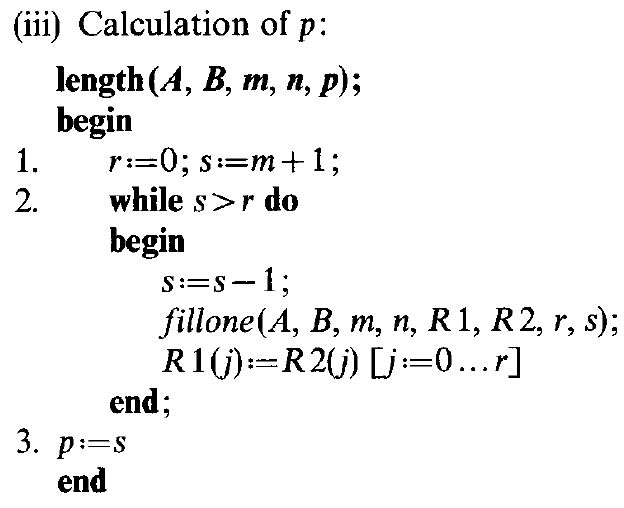 (iii) Calculation of p:
length(A, B, m, n, p);
begin
1. r:=0; s:=m+1;
2. while s>r do
begin
s:=s−1;
fillone(A, B, m, n, R1, R2, r, s);
R1(j):=R2(j) [j:=0...r]
end;
3. p:=s
end